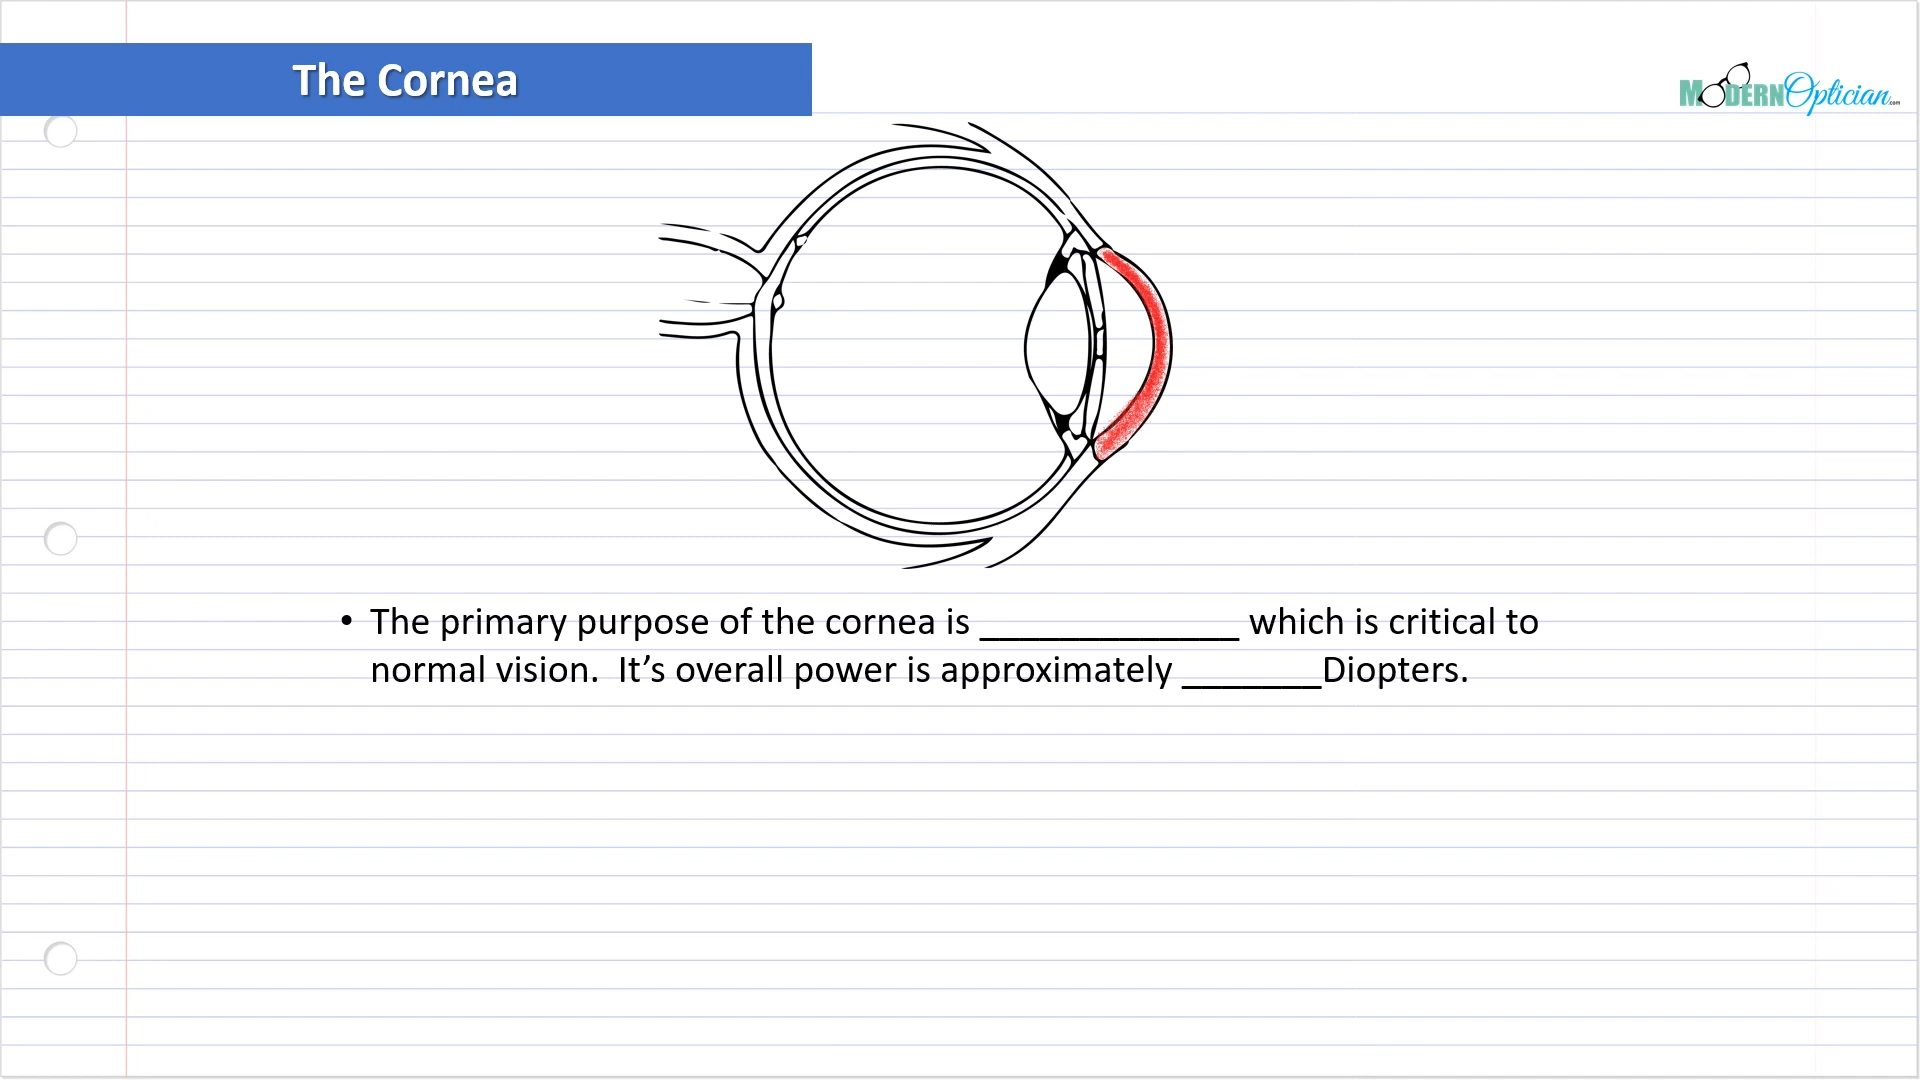 The Cornea
MODERNOptician.com
• The primary purpose of the cornea is _____________ which is critical to
normal vision.  It’s overall power is approximately _______Diopters.